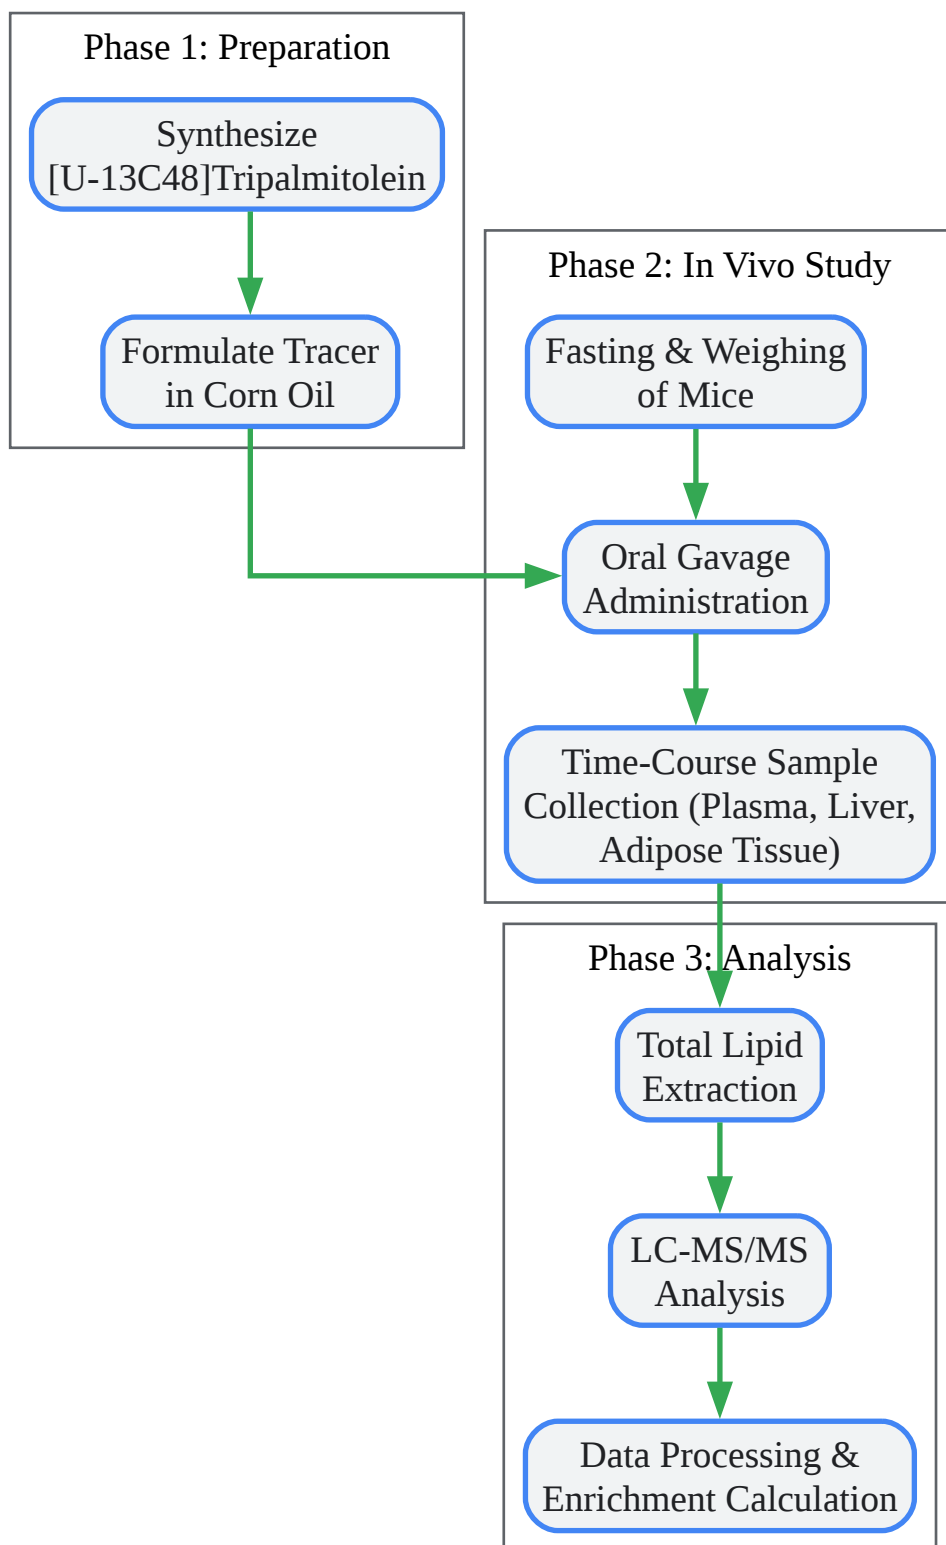 Phase 1: Preparation
Synthesize
[U-13C48]Tripalmitolein
Formulate Tracer
in Corn Oil
Phase 2: In Vivo Study
Fasting & Weighing
of Mice
Oral Gavage
Administration
Time-Course Sample
Collection (Plasma, Liver,
Adipose Tissue)
Phase 3: Analysis
Total Lipid
Extraction
LC-MS/MS
Analysis
Data Processing &
Enrichment Calculation